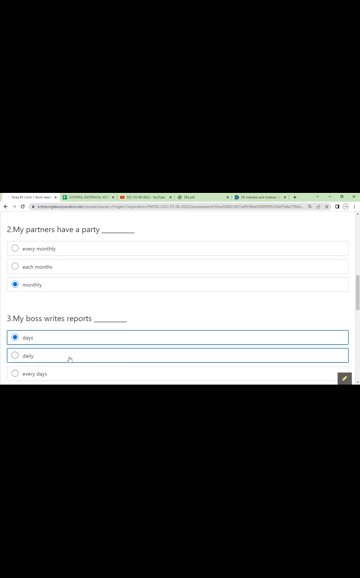 2.My partners have a party ________
every monthly
each months
monthly
3.My boss writes reports ________
days
daily
every days